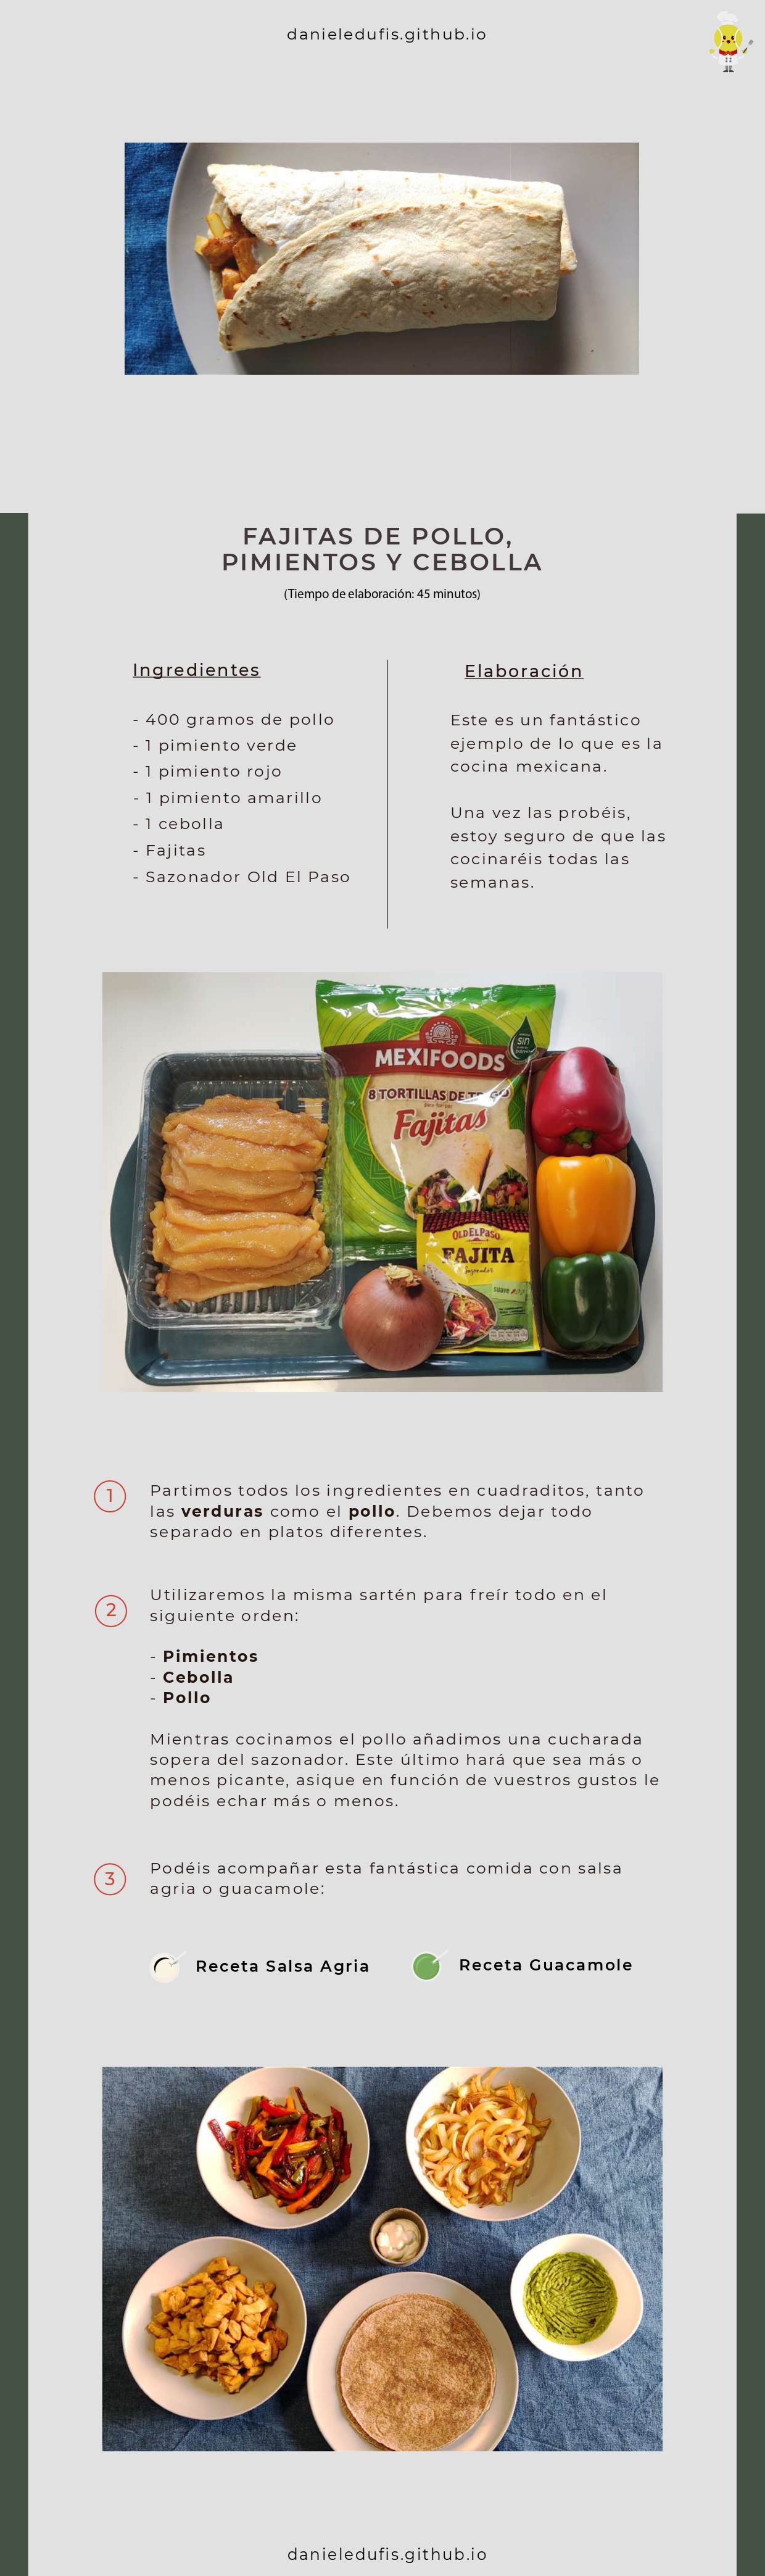 danieledufis.github.io
FAJITAS DE POLLO,
PIMIENTOS Y CEBOLLA
(Tiempo de elaboración: 45 minutos)
Ingredientes
- 400 gramos de pollo
- 1 pimiento verde
- 1 pimiento rojo
- 1 pimiento amarillo
- 1 cebolla
- Fajitas
- Sazonador Old El Paso
Elaboración
Este es un fantástico
ejemplo de lo que es la
cocina mexicana.
Una vez las probéis,
estoy seguro de que las
cocinaréis todas las
semanas.
MEXIFOODS
sin
8 TORTILLAS DE
Fajitas
OLD EL PASO
FAJITA
suave
1
Partimos todos los ingredientes en cuadraditos, tanto
las verduras como el pollo. Debemos dejar todo
separado en platos diferentes.
2
Utilizaremos la misma sartén para freír todo en el
siguiente orden:
- Pimientos
- Cebolla
- Pollo
Mientras cocinamos el pollo añadimos una cucharada
sopera del sazonador. Este último hará que sea más o
menos picante, asique en función de vuestros gustos le
podéis echar más o menos.
3
Podéis acompañar esta fantástica comida con salsa
agria o guacamole:
Receta Salsa Agria
Receta Guacamole
danieledufis.github.io